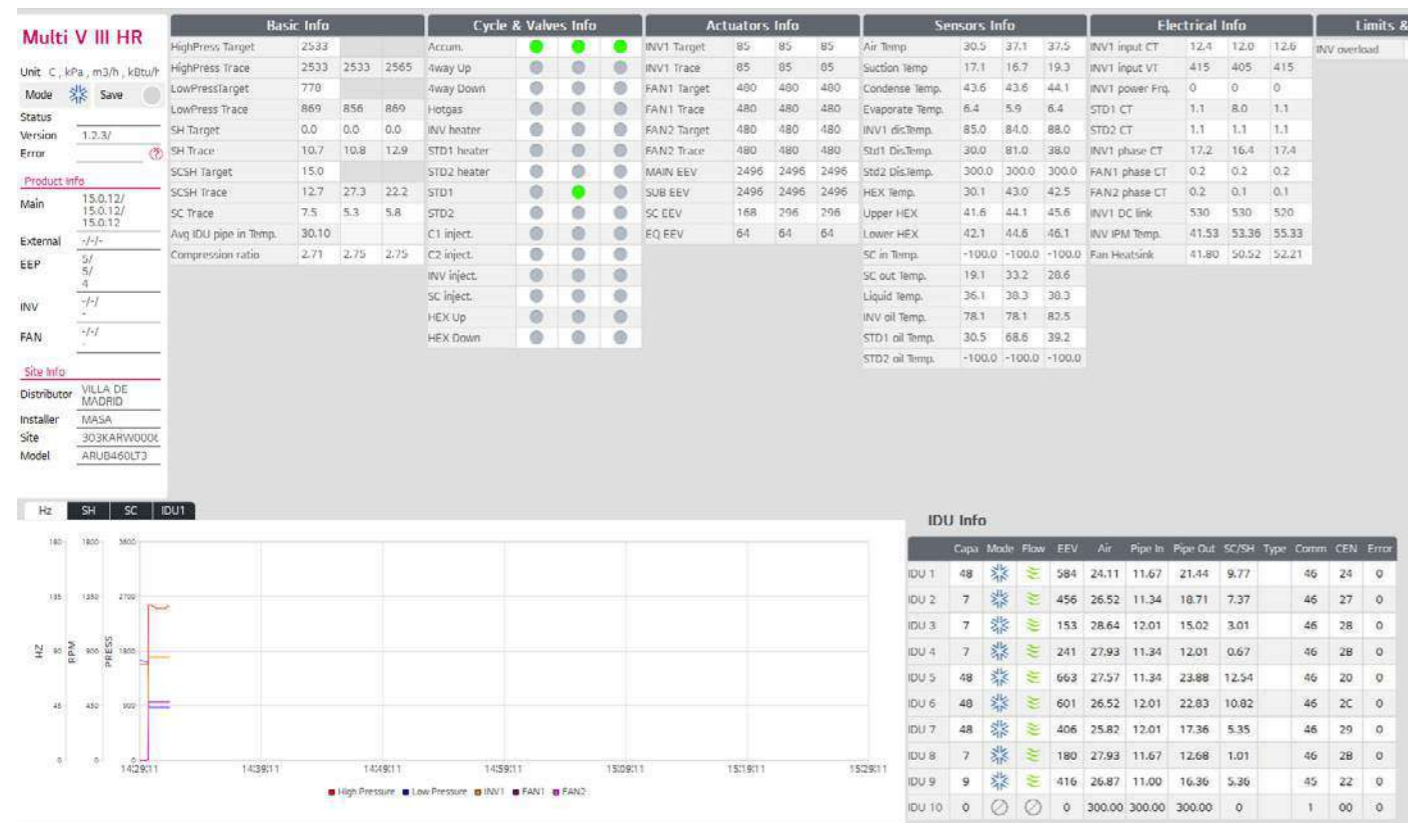 Multi V III HR
Unit C , kPa , m3/h , kBtu/h
Mode Save
Status
Version 1.2.3/
Error ?
Product Info
Main 15.0.12/
15.0.12/
15.0.12
External -/-/-
EEP 5/
5/
4
INV -/-/
-
FAN -/-/
-
Site Info
Distributor VILLA DE
MADRID
Installer MASA
Site 303KARW0006
Model ARUB460LT3
Basic Info
HighPress Target 2533
HighPress Trace 2533 2533 2565
LowPressTarget 778
LowPress Trace 869 856 869
SH Target 0.0 0.0 0.0
SH Trace 10.7 10.8 12.9
SCSH Target 15.0
SCSH Trace 12.7 27.3 22.2
SC Trace 7.5 5.3 5.8
Avg IDU pipe in Temp. 30.10
Compression ratio 2.71 2.75 2.75
Cycle & Valves Info
Accum.
4way Up
4way Down
Hotgas
INV heater
STD1 heater
STD2 heater
STD1
STD2
C1 inject.
C2 inject.
INV inject.
SC inject.
HEX Up
HEX Down
Actuators Info
INV1 Target 85 85 85
INV1 Trace 85 85 85
FAN1 Target 480 480 480
FAN1 Trace 480 480 480
FAN2 Target 480 480 480
FAN2 Trace 480 480 480
MAIN EEV 2496 2496 2496
SUB EEV 2496 2496 2496
SC EEV 168 296 296
EQ EEV 64 64 64
Sensors Info
Air Temp 30.5 37.1 37.5
Suction Temp 17.1 16.7 19.3
Condense Temp. 43.6 43.6 44.1
Evaporate Temp. 6.4 5.9 6.4
INV1 disTemp. 85.0 84.0 88.0
Std1 DisTemp. 30.0 81.0 38.0
Std2 DisTemp. 300.0 300.0 300.0
HEX Temp. 30.1 43.0 42.5
Upper HEX 41.6 44.1 45.6
Lower HEX 42.1 44.6 46.1
SC in Temp. -100.0 -100.0 -100.0
SC out Temp. 19.1 33.2 28.6
Liquid Temp. 36.1 38.3 38.3
INV oil Temp. 78.1 78.1 82.5
STD1 oil Temp. 30.5 68.6 39.2
STD2 oil Temp. -100.0 -100.0 -100.0
Electrical Info
INV1 input CT 12.4 12.0 12.6
INV1 input VT 415 405 415
INV1 power Frq. 0 0 0
STD1 CT 1.1 8.0 1.1
STD2 CT 1.1 1.1 1.1
INV1 phase CT 17.2 16.4 17.4
FAN1 phase CT 0.2 0.2 0.2
FAN2 phase CT 0.2 0.1 0.1
INV1 DC link 530 530 520
INV IPM Temp. 41.53 53.36 55.33
Fan Heatsink 41.80 50.52 52.21
Limits &
INV overload
Hz SH SC IDU1
180 1800 3600
135 1350 2700
90 900 1800
45 450 900
0 0 0
HZ
RPM
PRESS
14:29:11 14:39:11 14:49:11 14:59:11 15:09:11 15:19:11 15:29:11
High Pressure Low Pressure INV1 FAN1 FAN2
IDU Info
Capa Mode Flow EEV Air Pipe In Pipe Out SC/SH Type Comm CEN Error
IDU 1 48 584 24.11 11.67 21.44 9.77 46 24 0
IDU 2 7 456 26.52 11.34 18.71 7.37 46 27 0
IDU 3 7 153 28.64 12.01 15.02 3.01 46 28 0
IDU 4 7 241 27.93 11.34 12.01 0.67 46 2B 0
IDU 5 48 663 27.57 11.34 23.88 12.54 46 20 0
IDU 6 48 601 26.52 12.01 22.83 10.82 46 2C 0
IDU 7 48 406 25.82 12.01 17.36 5.35 46 29 0
IDU 8 7 180 27.93 11.67 12.68 1.01 46 2B 0
IDU 9 9 416 26.87 11.00 16.36 5.36 45 22 0
IDU 10 0 0 300.00 300.00 300.00 0 1 00 0